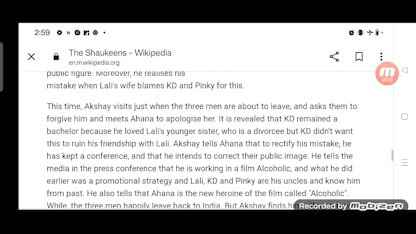 2:59
The Shaukeens - Wikipedia
en.m.wikipedia.org
public figure. Moreover, he realises his
mistake when Lali's wife blames KD and Pinky for this.
This time, Akshay visits just when the three men are about to leave, and asks them to
forgive him and meets Ahana to apologise her. It is revealed that KD remained a
bachelor because he loved Lali's younger sister, who is a divorcee but KD didn't want
this to ruin his friendship with Lali. Akshay tells Ahana that to rectify his mistake, he
has kept a conference, and that he intends to correct their public image. He tells the
media in the press conference that he is working in a film Alcoholic, and what he did
earlier was a promotional strategy and Lali, KD and Pinky are his uncles and know him
from past. He also tells that Ahana is the new heroine of the film called "Alcoholic".
While, the three men happily leave back to India. But Akshay finds
Recorded by Mobizen